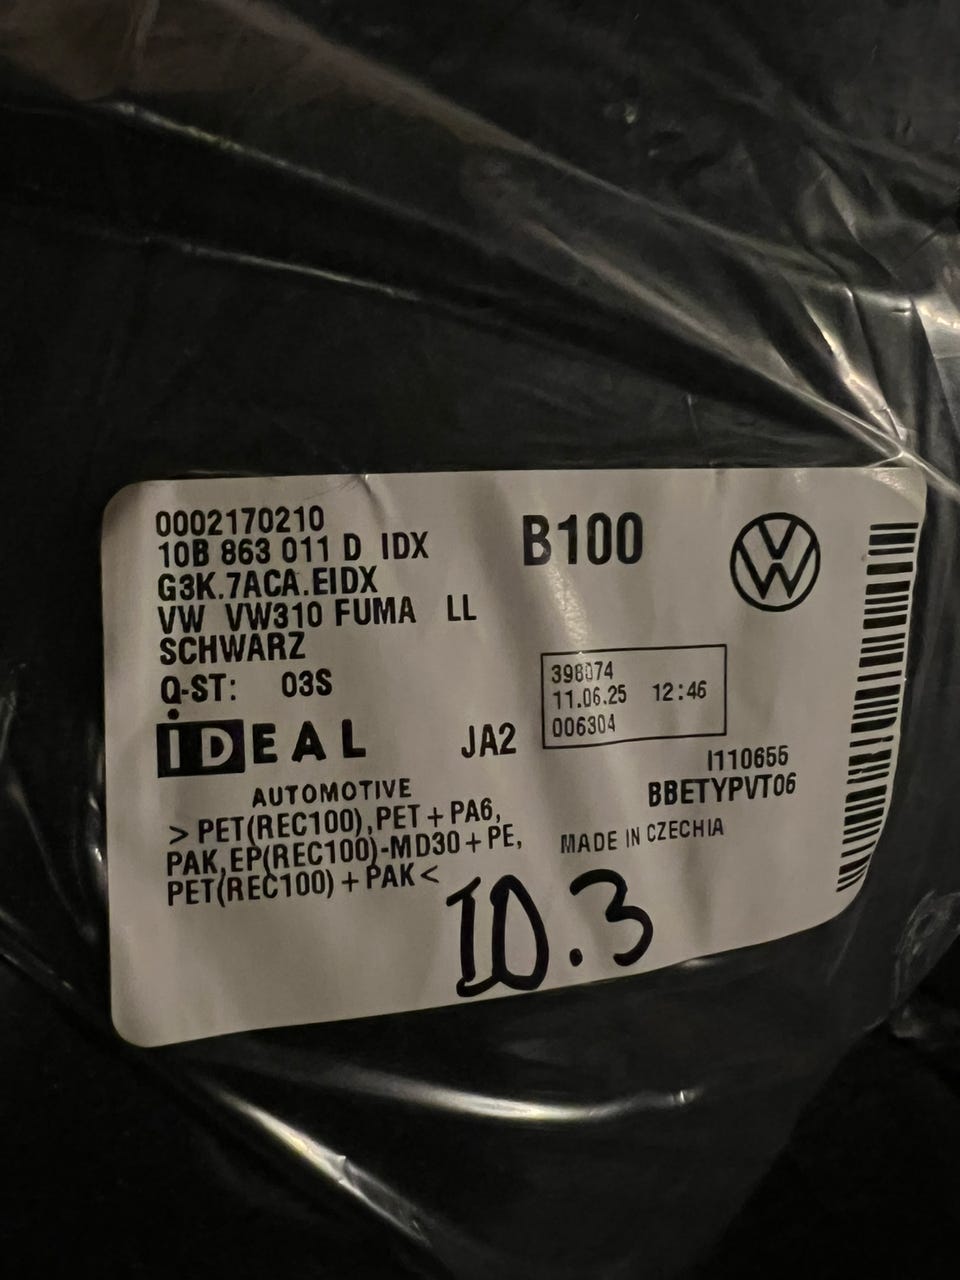 0002170210
10B 863 011 D IDX
B100
G3K.7ACA.EIDX
VW VW310 FUMA LL
SCHWARZ
Q-ST: 03S
398074
11.06.25 12:46
006304
iDEAL
AUTOMOTIVE
JA2
I110655
BBETYPVT06
>PET(REC100),PET+PA6,
PAK,EP(REC100)-MD30+PE,
PET(REC100)+PAK<
MADE IN CZECHIA
ID.3